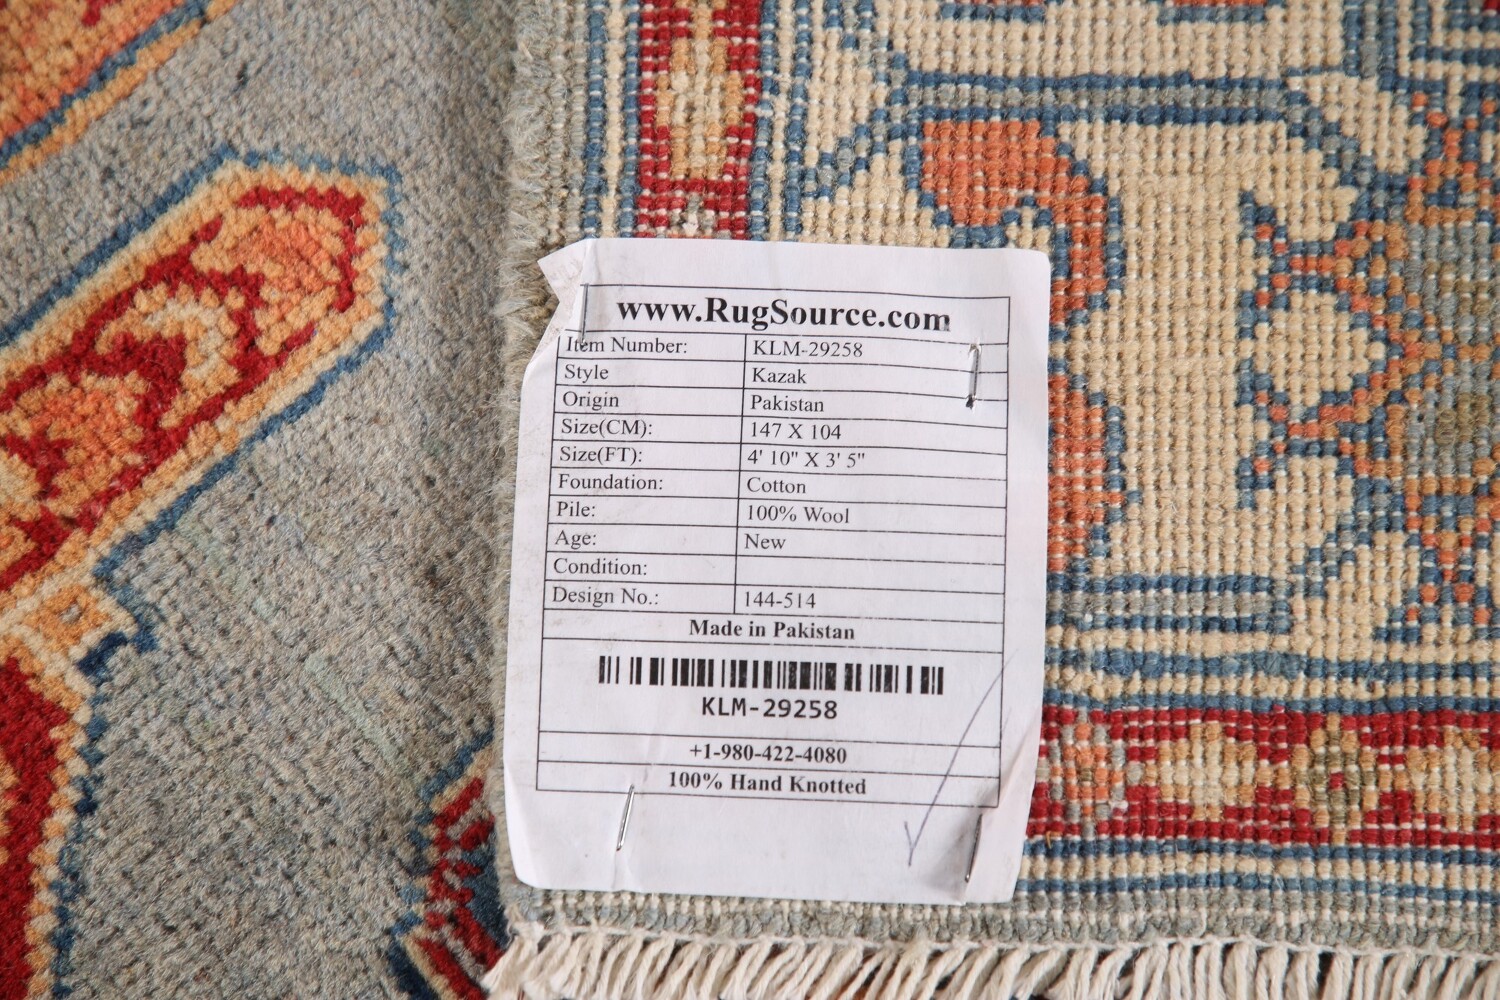 www.RugSource.com
Item Number: KLM-29258
Style Kazak
Origin Pakistan
Size(CM): 147 X 104
Size(FT): 4' 10" X 3' 5"
Foundation: Cotton
Pile: 100% Wool
Age: New
Condition:
Design No.: 144-514
Made in Pakistan
KLM-29258
+1-980-422-4080
100% Hand Knotted